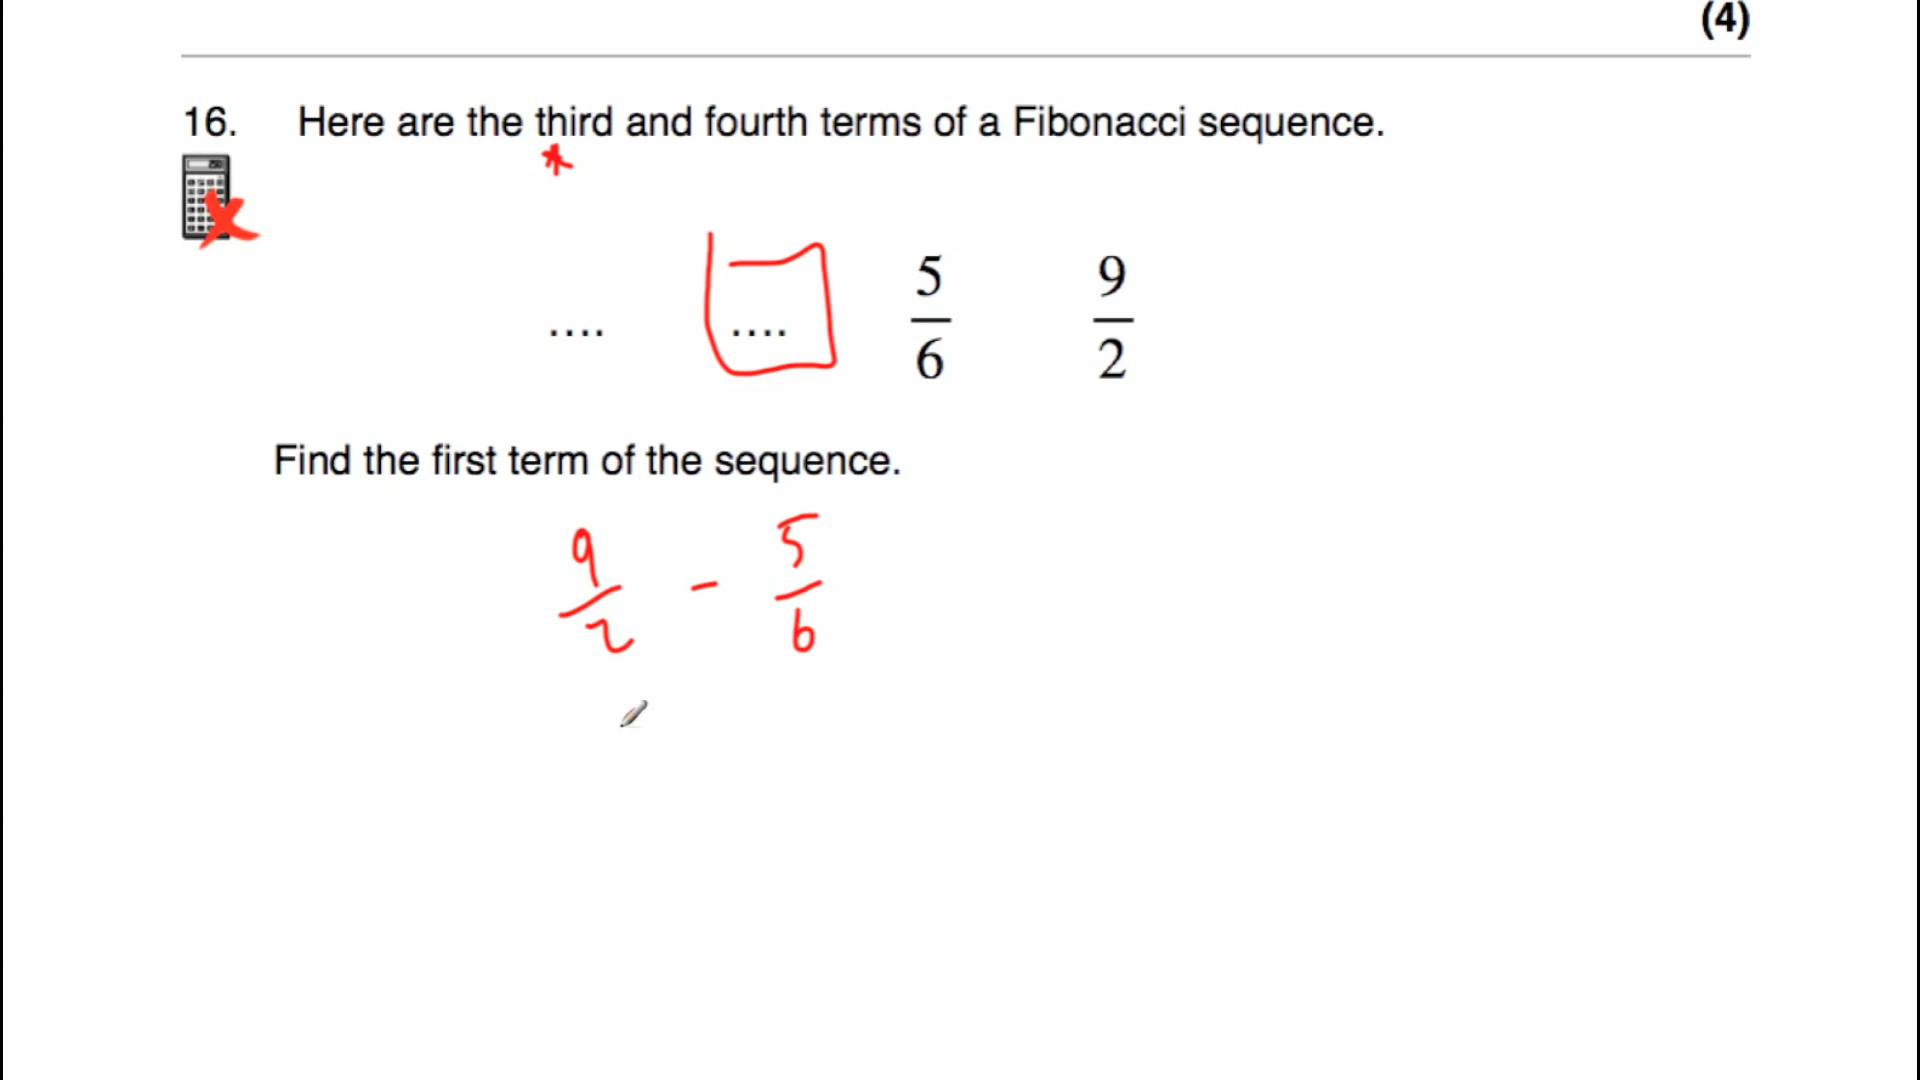 (4)
16. Here are the third and fourth terms of a Fibonacci sequence.
*
.... .... 5/6 9/2
Find the first term of the sequence.
9/2 - 5/6